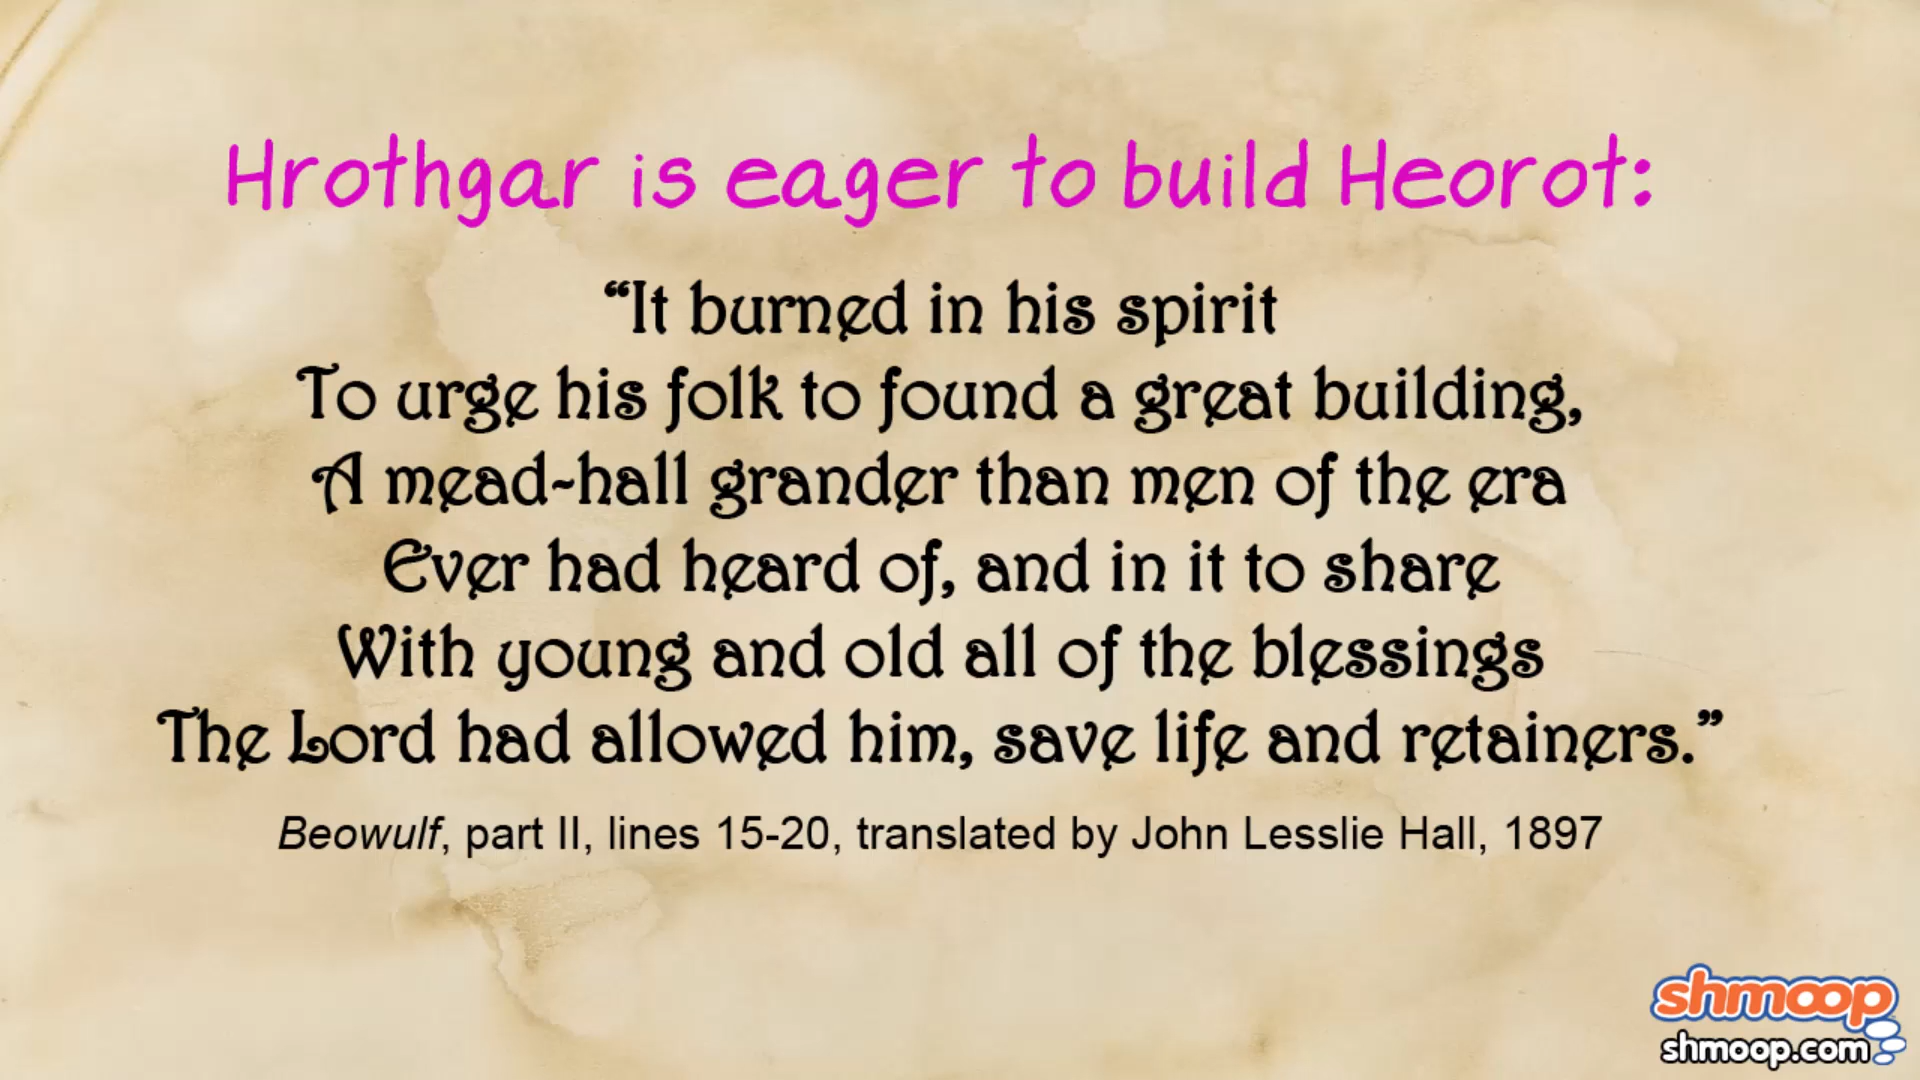 Hrothgar is eager to build Heorot:
“It burned in his spirit
To urge his folk to found a great building,
A mead-hall grander than men of the era
Ever had heard of, and in it to share
With young and old all of the blessings
The Lord had allowed him, save life and retainers.”
Beowulf, part II, lines 15-20, translated by John Lesslie Hall, 1897
shmoop
shmoop.com